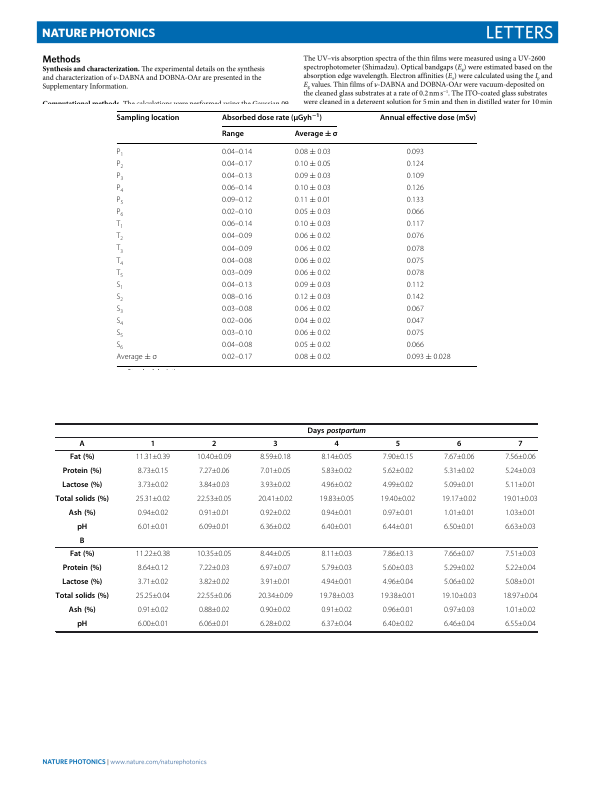 NATURE PHOTONICS
LETTERS
Methods
Synthesis and characterization. The experimental details on the synthesis
and characterization of ν-DABNA and DOBNA-OAr are presented in the
Supplementary Information.
Computational methods. The calculations were performed using the Gaussian 09
The UV–vis absorption spectra of the thin films were measured using a UV-2600
spectrophotometer (Shimadzu). Optical bandgaps (Eg) were estimated based on the
absorption edge wavelength. Electron affinities (Ea) were calculated using the Ip and
Eg values. Thin films of ν-DABNA and DOBNA-OAr were vacuum-deposited on
the cleaned glass substrates at a rate of 0.2 nm s−1. The ITO-coated glass substrates
were cleaned in a detergent solution for 5 min and then in distilled water for 10 min
Sampling location Absorbed dose rate (μGyh−1) Annual effective dose (mSv)
Range Average ± σ
P1 0.04–0.14 0.08 ± 0.03 0.093
P2 0.04–0.17 0.10 ± 0.05 0.124
P3 0.04–0.13 0.09 ± 0.03 0.109
P4 0.06–0.14 0.10 ± 0.03 0.126
P5 0.09–0.12 0.11 ± 0.01 0.133
P6 0.02–0.10 0.05 ± 0.03 0.066
T1 0.06–0.14 0.10 ± 0.03 0.117
T2 0.04–0.09 0.06 ± 0.02 0.076
T3 0.04–0.09 0.06 ± 0.02 0.078
T4 0.04–0.08 0.06 ± 0.02 0.075
T5 0.03–0.09 0.06 ± 0.02 0.078
S1 0.04–0.13 0.09 ± 0.03 0.112
S2 0.08–0.16 0.12 ± 0.03 0.142
S3 0.03–0.08 0.06 ± 0.02 0.067
S4 0.02–0.06 0.04 ± 0.02 0.047
S5 0.03–0.10 0.06 ± 0.02 0.075
S6 0.04–0.08 0.05 ± 0.02 0.066
Average ± σ 0.02–0.17 0.08 ± 0.02 0.093 ± 0.028
Days postpartum
A 1 2 3 4 5 6 7
Fat (%) 11.31±0.39 10.40±0.09 8.59±0.18 8.14±0.05 7.90±0.15 7.67±0.06 7.56±0.06
Protein (%) 8.73±0.15 7.27±0.06 7.01±0.05 5.83±0.02 5.62±0.02 5.31±0.02 5.24±0.03
Lactose (%) 3.73±0.02 3.84±0.03 3.93±0.02 4.96±0.02 4.99±0.02 5.09±0.01 5.11±0.01
Total solids (%) 25.31±0.02 22.53±0.05 20.41±0.02 19.83±0.05 19.40±0.02 19.17±0.02 19.01±0.03
Ash (%) 0.94±0.02 0.91±0.01 0.92±0.02 0.94±0.01 0.97±0.01 1.01±0.01 1.03±0.01
pH 6.01±0.01 6.09±0.01 6.36±0.02 6.40±0.01 6.44±0.01 6.50±0.01 6.63±0.03
B
Fat (%) 11.22±0.38 10.35±0.05 8.44±0.05 8.11±0.03 7.86±0.13 7.66±0.07 7.51±0.03
Protein (%) 8.64±0.12 7.22±0.03 6.97±0.07 5.79±0.03 5.60±0.03 5.29±0.02 5.22±0.04
Lactose (%) 3.71±0.02 3.82±0.02 3.91±0.01 4.94±0.01 4.96±0.04 5.06±0.02 5.08±0.01
Total solids (%) 25.25±0.04 22.55±0.06 20.34±0.09 19.78±0.03 19.38±0.01 19.10±0.03 18.97±0.04
Ash (%) 0.91±0.02 0.88±0.02 0.90±0.02 0.91±0.02 0.96±0.01 0.97±0.03 1.01±0.02
pH 6.00±0.01 6.06±0.01 6.28±0.02 6.37±0.04 6.40±0.02 6.46±0.04 6.55±0.04
NATURE PHOTONICS | www.nature.com/naturephotonics